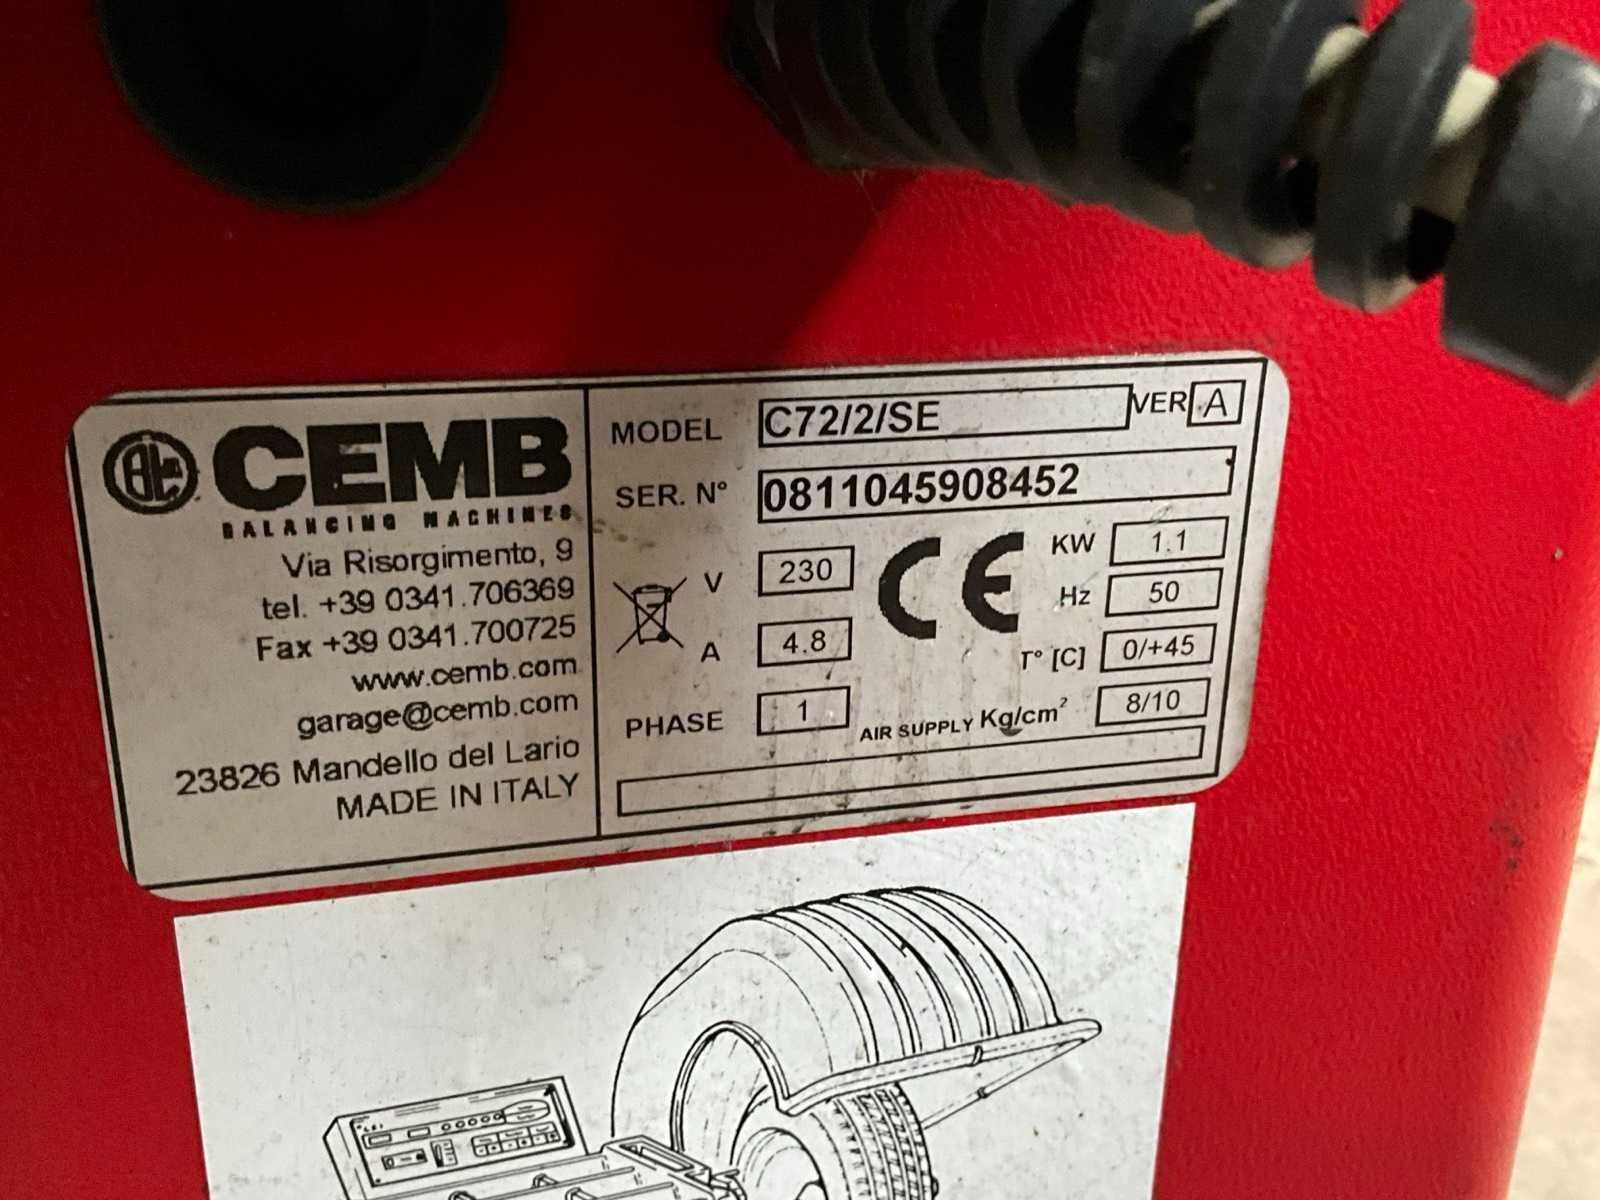 CEMB
BALANCING MACHINES
Via Risorgimento, 9
tel. +39 0341.706369
Fax +39 0341.700725
www.cemb.com
garage@cemb.com
23826 Mandello del Lario
MADE IN ITALY
MODEL C72/2/SE VER A
SER. N° 0811045908452
V 230 CE KW 1.1
Hz 50
A 4.8 T° [C] 0/+45
PHASE 1 AIR SUPPLY Kg/cm² 8/10